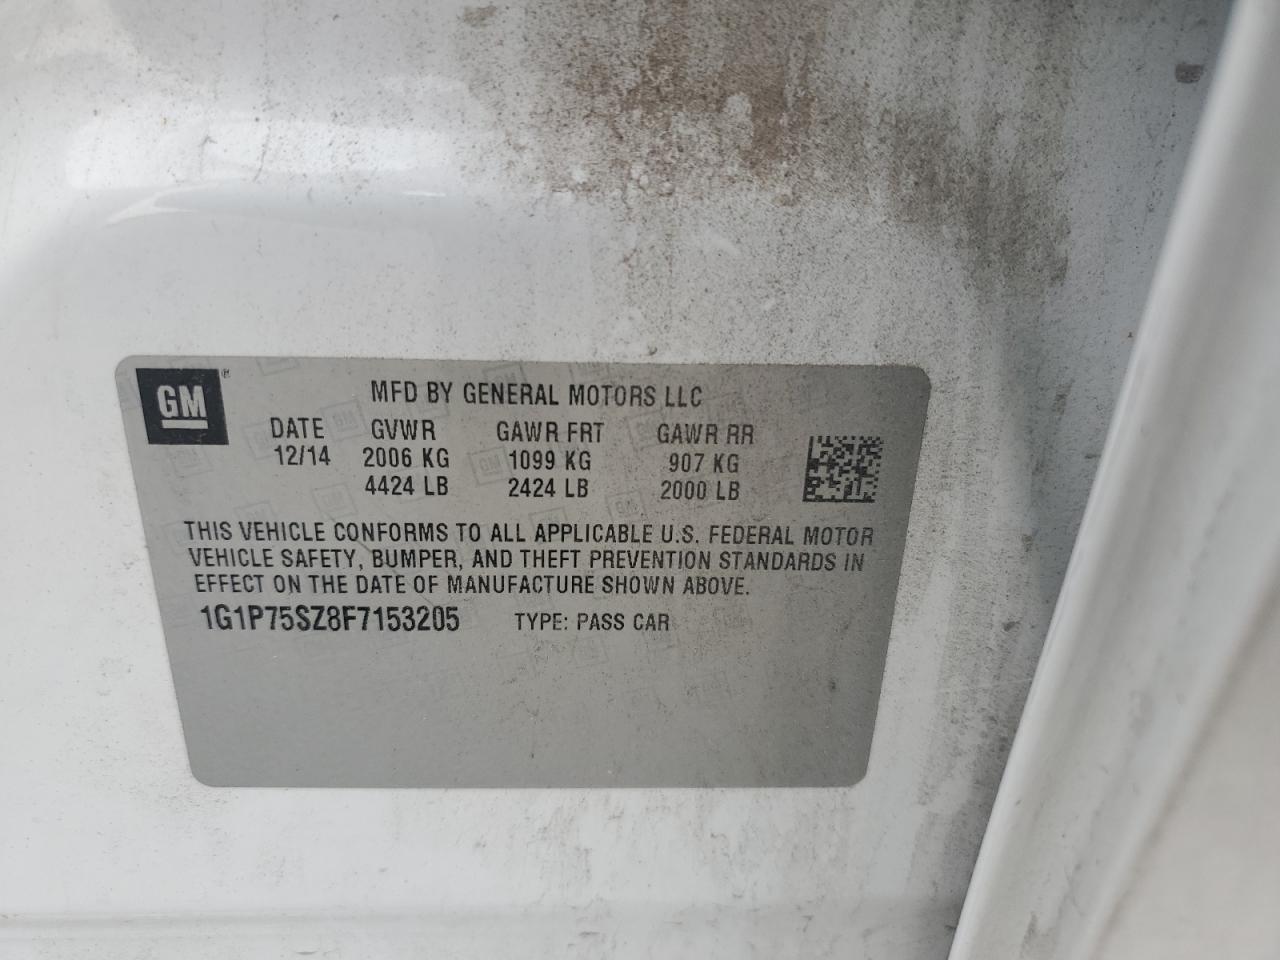 GM®
MFD BY GENERAL MOTORS LLC
DATE GVWR GAWR FRT GAWR RR
12/14 2006 KG 1099 KG 907 KG
4424 LB 2424 LB 2000 LB
THIS VEHICLE CONFORMS TO ALL APPLICABLE U.S. FEDERAL MOTOR
VEHICLE SAFETY, BUMPER, AND THEFT PREVENTION STANDARDS IN
EFFECT ON THE DATE OF MANUFACTURE SHOWN ABOVE.
1G1P75SZ8F7153205 TYPE: PASS CAR